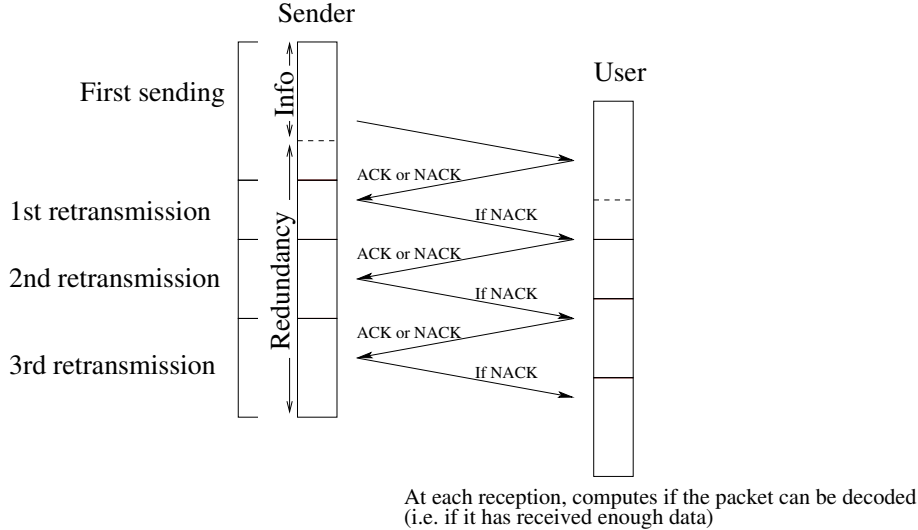 Sender
User
First sending
Info
ACK or NACK
1st retransmission
If NACK
Redundancy
ACK or NACK
2nd retransmission
If NACK
ACK or NACK
3rd retransmission
If NACK
At each reception, computes if the packet can be decoded
(i.e. if it has received enough data)